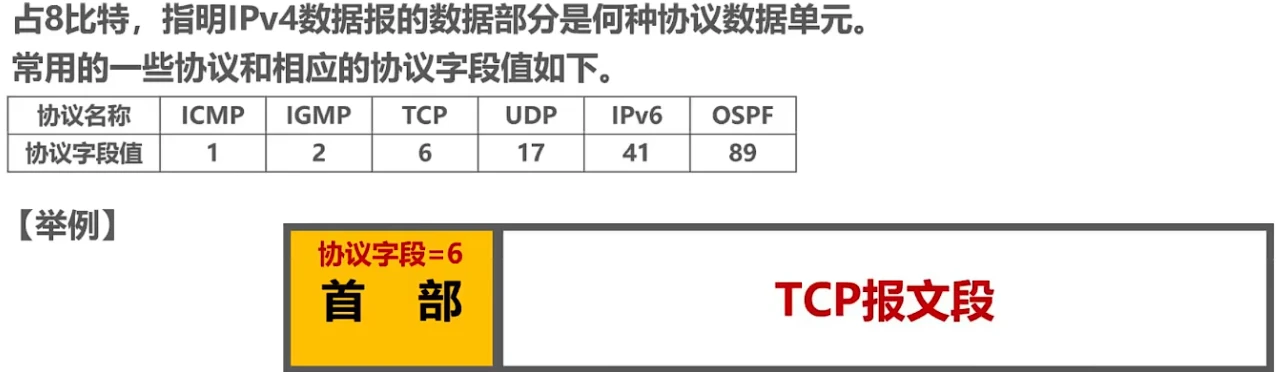 占8比特，指明IPv4数据报的数据部分是何种协议数据单元。
常用的一些协议和相应的协议字段值如下。
协议名称 ICMP IGMP TCP UDP IPv6 OSPF
协议字段值 1 2 6 17 41 89
【举例】
协议字段=6
首 部
TCP报文段